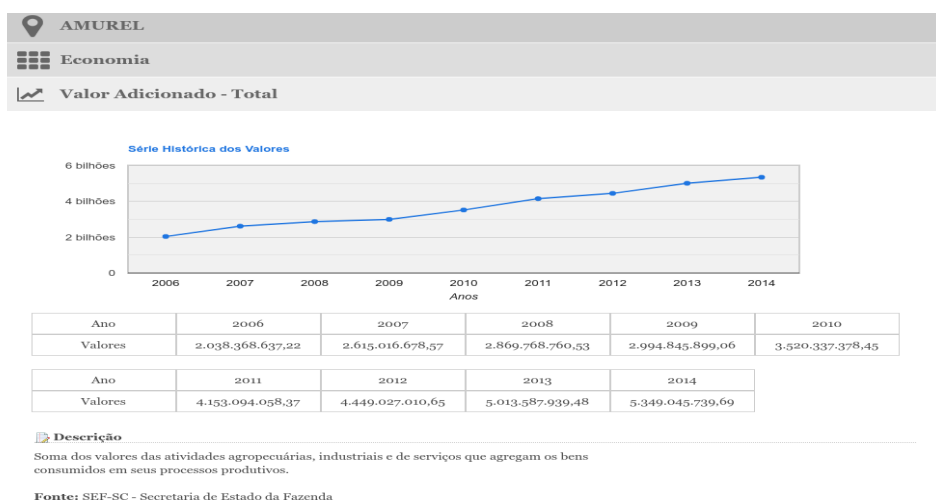 AMUREL
Economia
Valor Adicionado - Total
Série Histórica dos Valores
6 bilhões
4 bilhões
2 bilhões
0
2006 2007 2008 2009 2010 2011 2012 2013 2014
Anos
Ano 2006 2007 2008 2009 2010
Valores 2.038.368.637,22 2.615.016.678,57 2.869.768.760,53 2.994.845.899,06 3.520.337.378,45
Ano 2011 2012 2013 2014
Valores 4.153.094.058,37 4.449.027.010,65 5.013.587.939,48 5.349.045.739,69
Descrição
Soma dos valores das atividades agropecuárias, industriais e de serviços que agregam os bens
consumidos em seus processos produtivos.
Fonte: SEF-SC - Secretaria de Estado da Fazenda